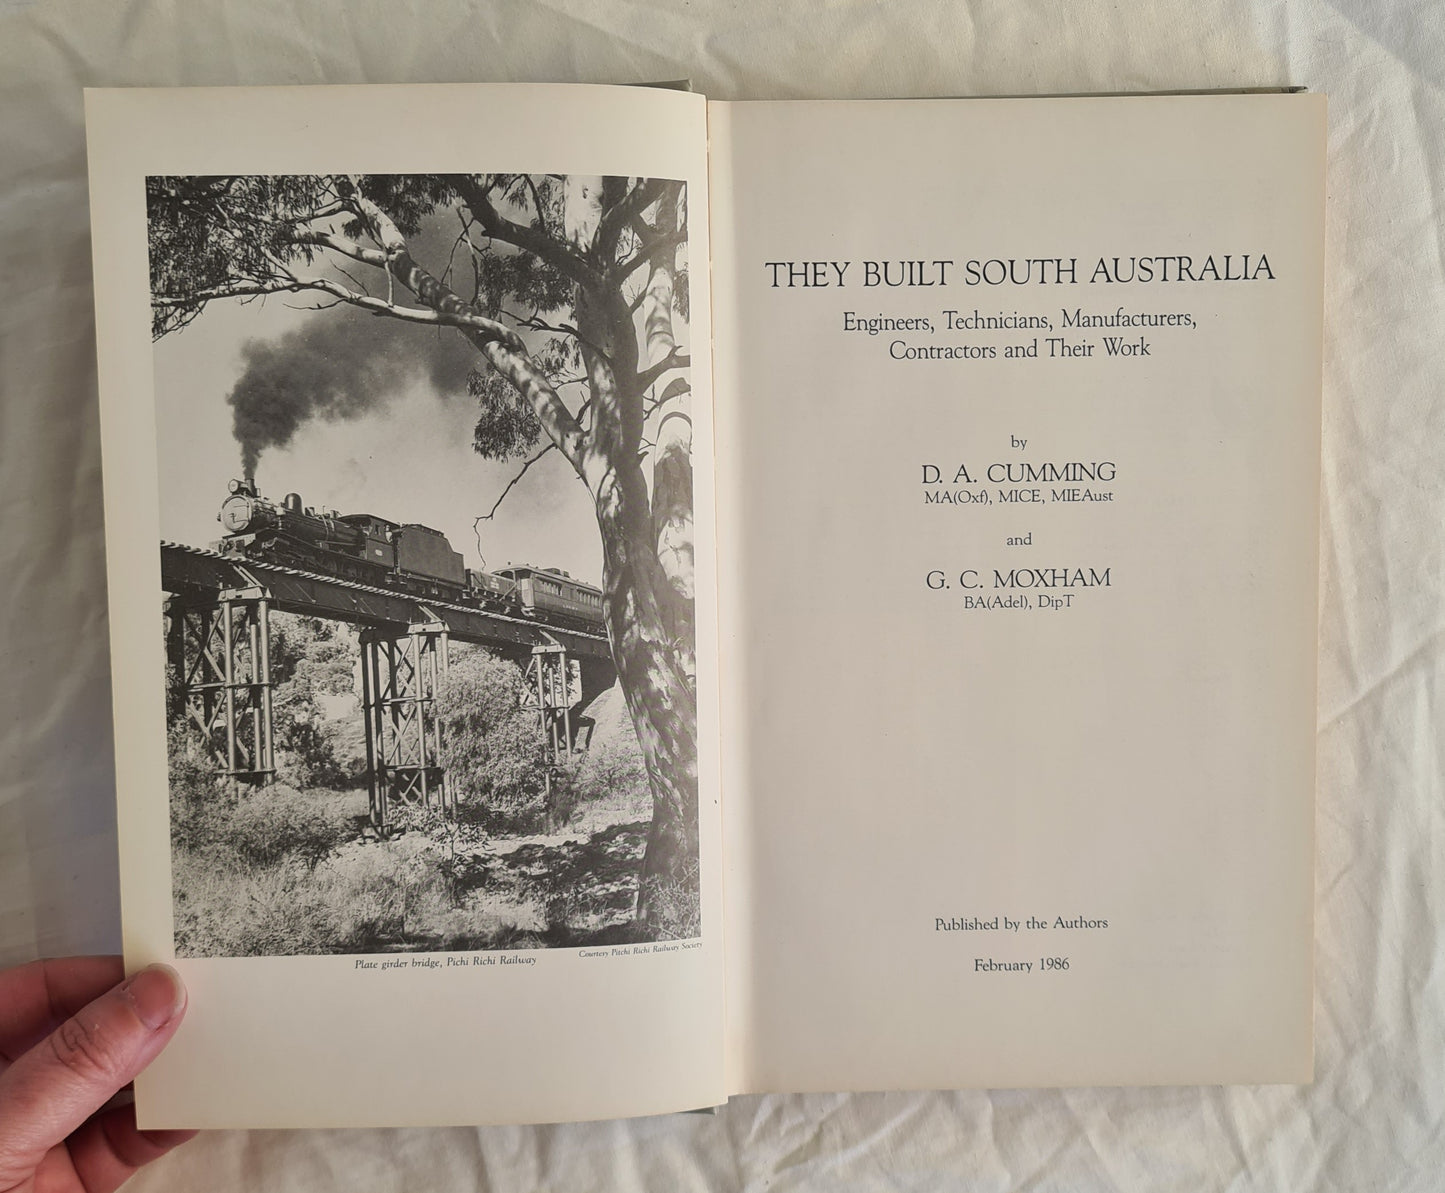 Plate girder bridge, Pichi Richi Railway
Courtesy Pitchi Richi Railway Society
THEY BUILT SOUTH AUSTRALIA
Engineers, Technicians, Manufacturers,
Contractors and Their Work
by
D. A. CUMMING
MA(Oxf), MICE, MIEAust
and
G. C. MOXHAM
BA(Adel), DipT
Published by the Authors
February 1986